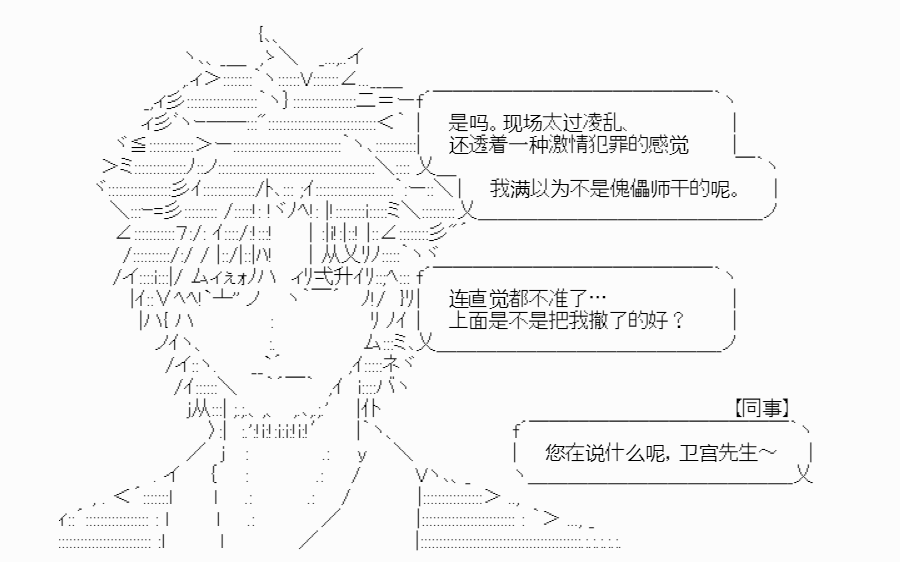 是吗。现场太过凌乱、
还透着一种激情犯罪的感觉
我满以为不是傀儡师干的呢。
连直觉都不准了…
上面是不是把我撤了的好？
【同事】
您在说什么呢，卫宫先生～